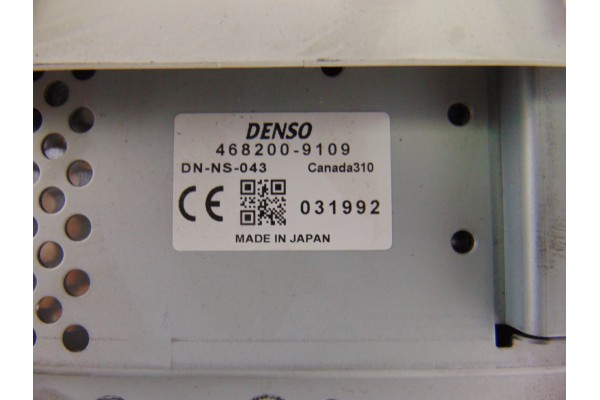 DENSO
468200-9109
DN-NS-043 Canada310
CE 031992
MADE IN JAPAN